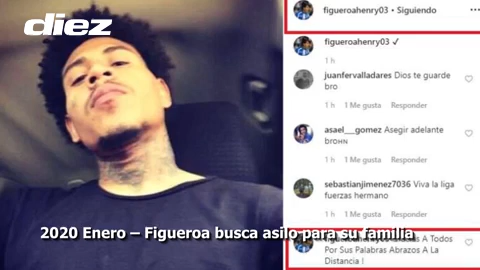 diez
figueroahenry03 • Siguiendo
figueroahenry03 ✓
1 h
juanfervalladares Dios te guarde
bro
1 h 1 Me gusta Responder
asael___gomez Asegir adelante
brOHN
1 h 1 Me gusta Responder
sebastianjimenez7036 Viva la liga
fuerzas hermano
1 h 1 Me gusta Responder
2020 Enero – Figueroa busca asilo para su familia
A Todos
Por Sus Palabras Abrazos A La
Distancia !